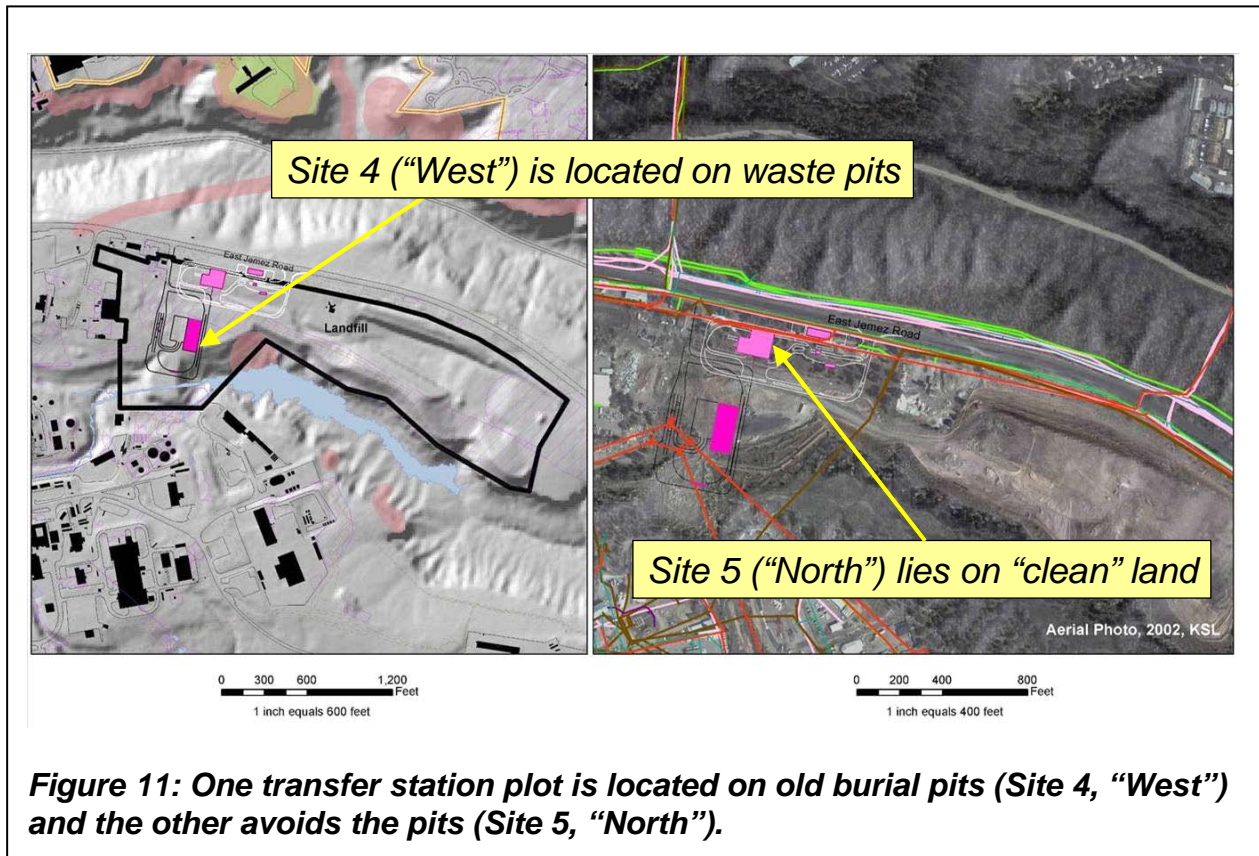 Site 4 (“West”) is located on waste pits
East Jemez Road
Landfill
East Jemez Road
Site 5 (“North”) lies on “clean” land
Aerial Photo, 2002, KSL
0 300 600 1,200
Feet
1 inch equals 600 feet
0 200 400 800
Feet
1 inch equals 400 feet
Figure 11: One transfer station plot is located on old burial pits (Site 4, “West”)
and the other avoids the pits (Site 5, “North”).